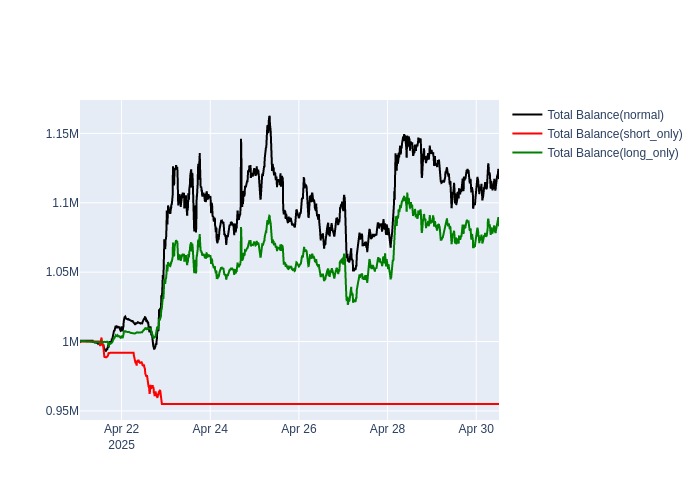 1.15M
1.1M
1.05M
1M
0.95M
Apr 22
2025
Apr 24
Apr 26
Apr 28
Apr 30
Total Balance(normal)
Total Balance(short_only)
Total Balance(long_only)